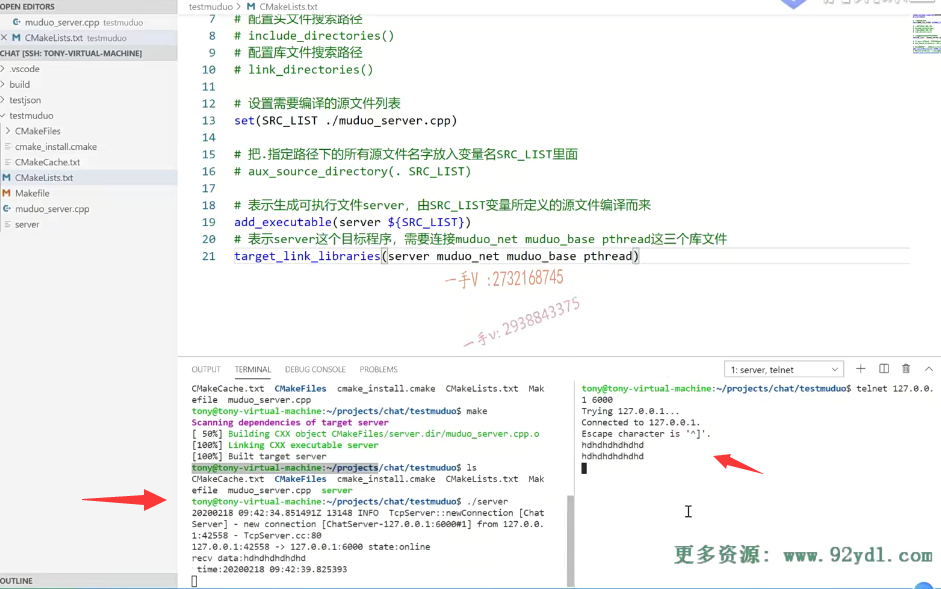 OPEN EDITORS
muduo_server.cpp testmuduo
CMakeLists.txt testmuduo
CHAT [SSH: TONY-VIRTUAL-MACHINE]
.vscode
build
testjson
testmuduo
CMakeFiles
cmake_install.cmake
CMakeCache.txt
CMakeLists.txt
Makefile
muduo_server.cpp
server
OUTLINE
testmuduo > CMakeLists.txt
7 # 配置头文件搜索路径
8 # include_directories()
9 # 配置库文件搜索路径
10 # link_directories()
11
12 # 设置需要编译的源文件列表
13 set(SRC_LIST ./muduo_server.cpp)
14
15 # 把.指定路径下的所有源文件名字放入变量名SRC_LIST里面
16 # aux_source_directory(. SRC_LIST)
17
18 # 表示生成可执行文件server，由SRC_LIST变量所定义的源文件编译而来
19 add_executable(server ${SRC_LIST})
20 # 表示server这个目标程序，需要连接muduo_net muduo_base pthread这三个库文件
21 target_link_libraries(server muduo_net muduo_base pthread)
一手V :2732168745
一手v: 2938843375
OUTPUT TERMINAL DEBUG CONSOLE PROBLEMS
1: server, telnet
CMakeCache.txt CMakeFiles cmake_install.cmake CMakeLists.txt Mak
efile muduo_server.cpp
tony@tony-virtual-machine:~/projects/chat/testmuduo$ make
Scanning dependencies of target server
[ 50%] Building CXX object CMakeFiles/server.dir/muduo_server.cpp.o
[100%] Linking CXX executable server
[100%] Built target server
tony@tony-virtual-machine:~/projects/chat/testmuduo$ ls
CMakeCache.txt CMakeFiles cmake_install.cmake CMakeLists.txt Mak
efile muduo_server.cpp server
tony@tony-virtual-machine:~/projects/chat/testmuduo$ ./server
20200218 09:42:34.851491Z 13148 INFO TcpServer::newConnection [Chat
Server] - new connection [ChatServer-127.0.0.1:6000#1] from 127.0.0.
1:42558 - TcpServer.cc:80
127.0.0.1:42558 -> 127.0.0.1:6000 state:online
recv data:hdhdhdhdhdhd
time:20200218 09:42:39.825393
tony@tony-virtual-machine:~/projects/chat/testmuduo$ telnet 127.0.0.
1 6000
Trying 127.0.0.1...
Connected to 127.0.0.1.
Escape character is '^]'.
hdhdhdhdhdhd
hdhdhdhdhdhd
更多资源: www.92ydl.com